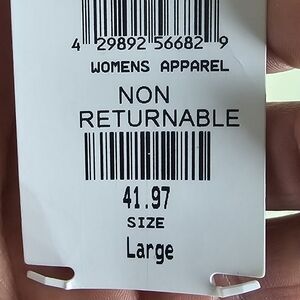 4 29892 56682 9
WOMENS APPAREL
NON
RETURNABLE
41.97
SIZE
Large